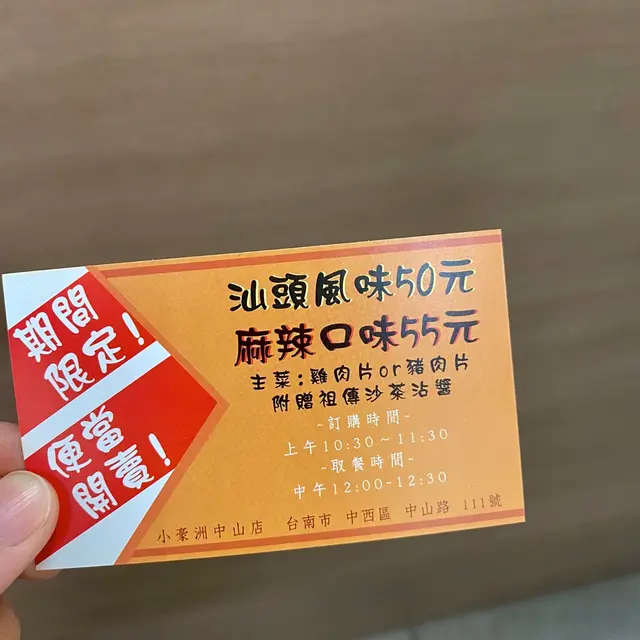 期間
限定!
便當
開賣!
汕頭風味50元
麻辣口味55元
主菜:雞肉片or豬肉片
附贈祖傳沙茶沾醬
~訂購時間~
上午10:30~11:30
~取餐時間~
中午12:00-12:30
小豪洲中山店 台南市 中西區 中山路 111號